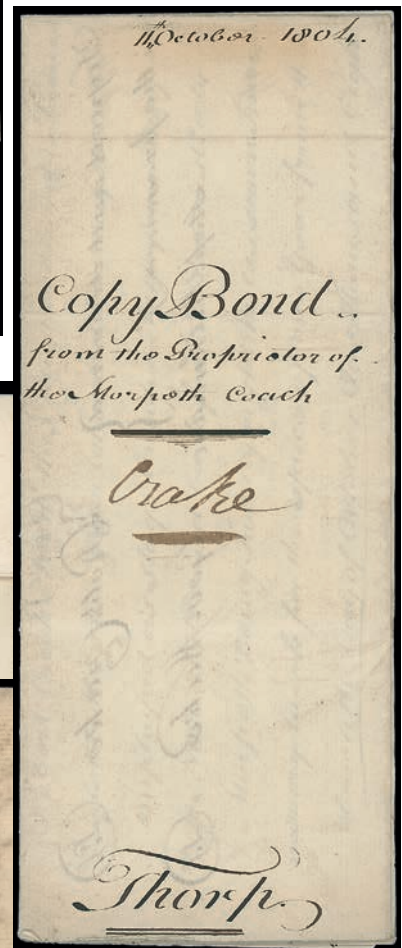 11th October 1804.
Copy Bond..
from the Proprietor of.
the Morpeth Coach
Crake
Thorp.